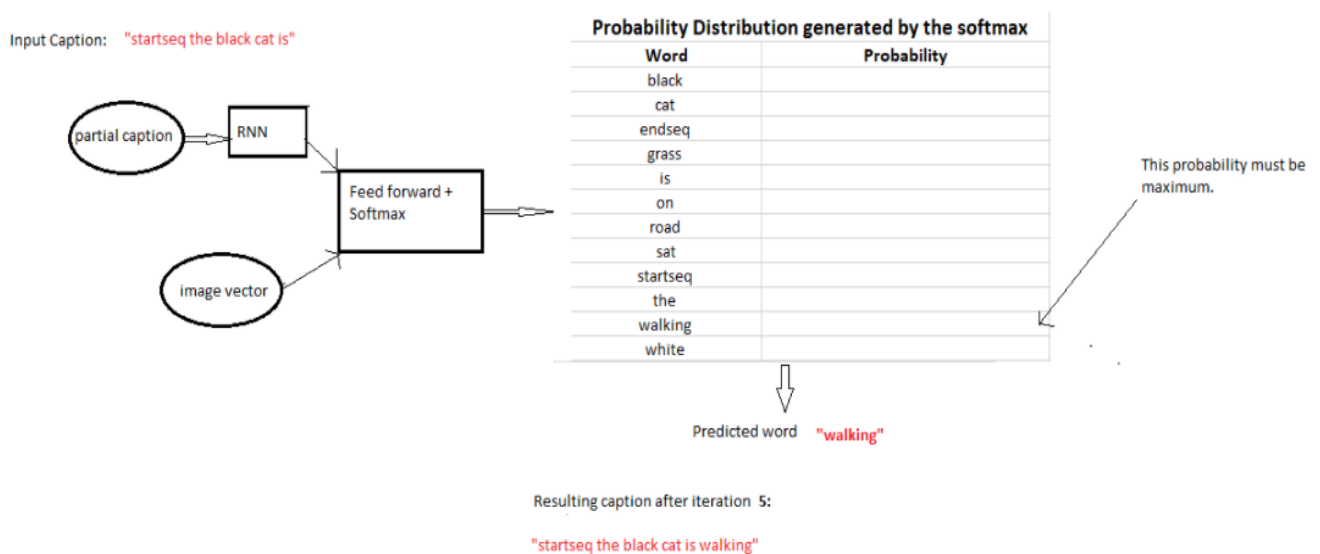 Input Caption: "startseq the black cat is"
partial caption
RNN
Feed forward +
Softmax
image vector
Probability Distribution generated by the softmax
Word Probability
black
cat
endseq
grass
is
on
road
sat
startseq
the
walking
white
This probability must be
maximum.
Predicted word "walking"
Resulting caption after iteration 5:
"startseq the black cat is walking"